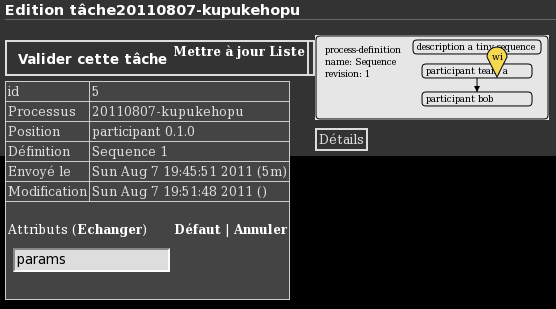 Edition tâche20110807-kupukehopu
Valider cette tâche Mettre à jour Liste
id 5
Processus 20110807-kupukehopu
Position participant 0.1.0
Définition Sequence 1
Envoyé le Sun Aug 7 19:45:51 2011 (5m)
Modification Sun Aug 7 19:51:48 2011 ()
Attributs (Echanger) Défaut | Annuler
params
process-definition
name: Sequence
revision: 1
description a tiny sequence
wi
participant
participant bob
Détails